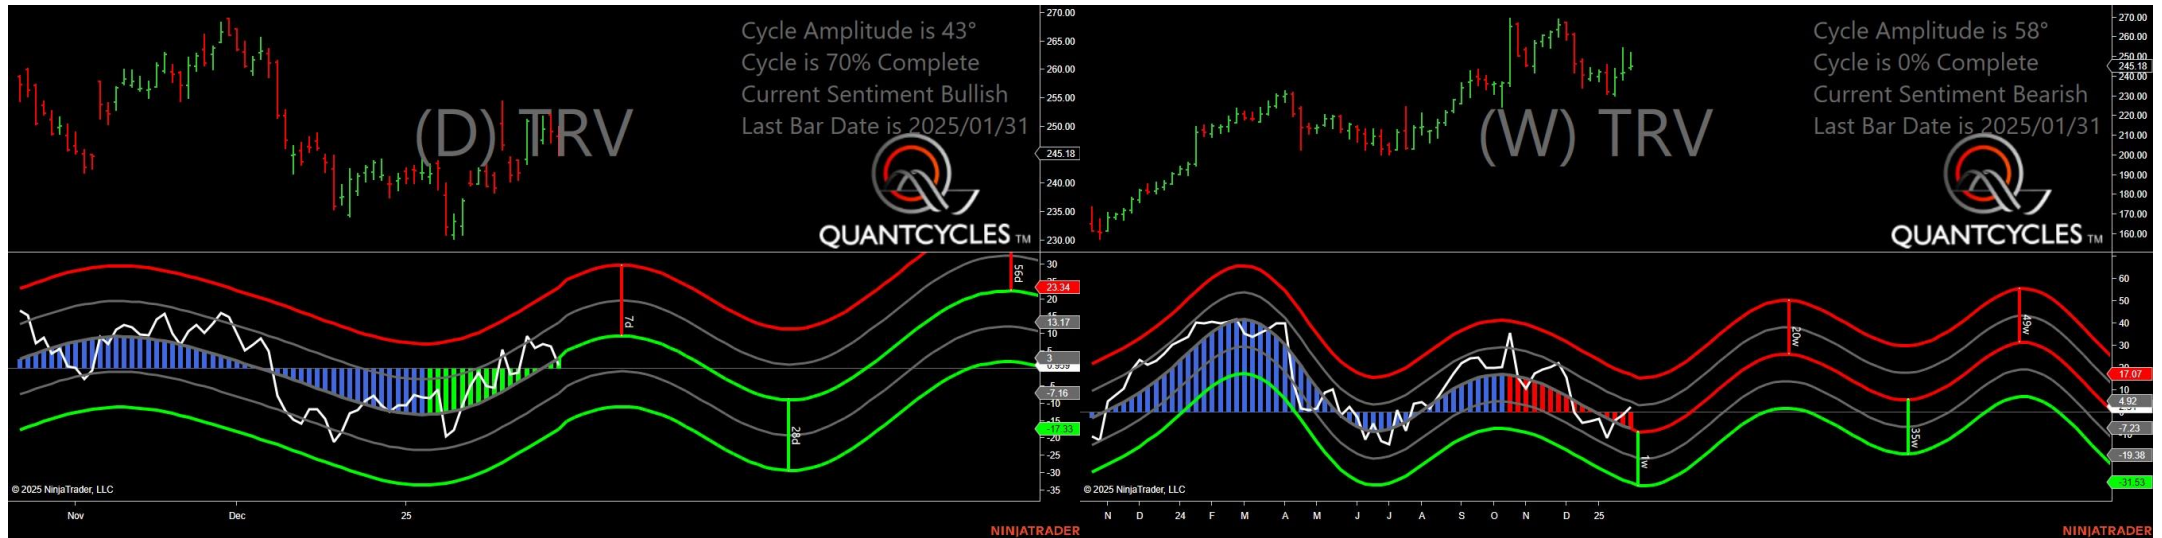 Cycle Amplitude is 43°
Cycle is 70% Complete
Current Sentiment Bullish
Last Bar Date is 2025/01/31
(D) TRV
QUANTCYCLES TM
270.00
265.00
260.00
255.00
250.00
245.18
240.00
235.00
230.00
30
23.34
20
13.17
10
3
-5
-7.16
-10
-15
-17.33
-20
-25
-30
-35
7d
28d
56d
© 2025 NinjaTrader, LLC
Nov
Dec
25
NINJATRADER
Cycle Amplitude is 58°
Cycle is 0% Complete
Current Sentiment Bearish
Last Bar Date is 2025/01/31
(W) TRV
QUANTCYCLES TM
270.00
260.00
250.00
245.18
240.00
230.00
220.00
210.00
200.00
190.00
180.00
170.00
160.00
60
50
40
30
20
17.07
4.92
-7.23
-19.38
-31.53
1w
20w
35w
49w
© 2025 NinjaTrader, LLC
N D 24 F M A M J J A S O N D 25
NINJATRADER